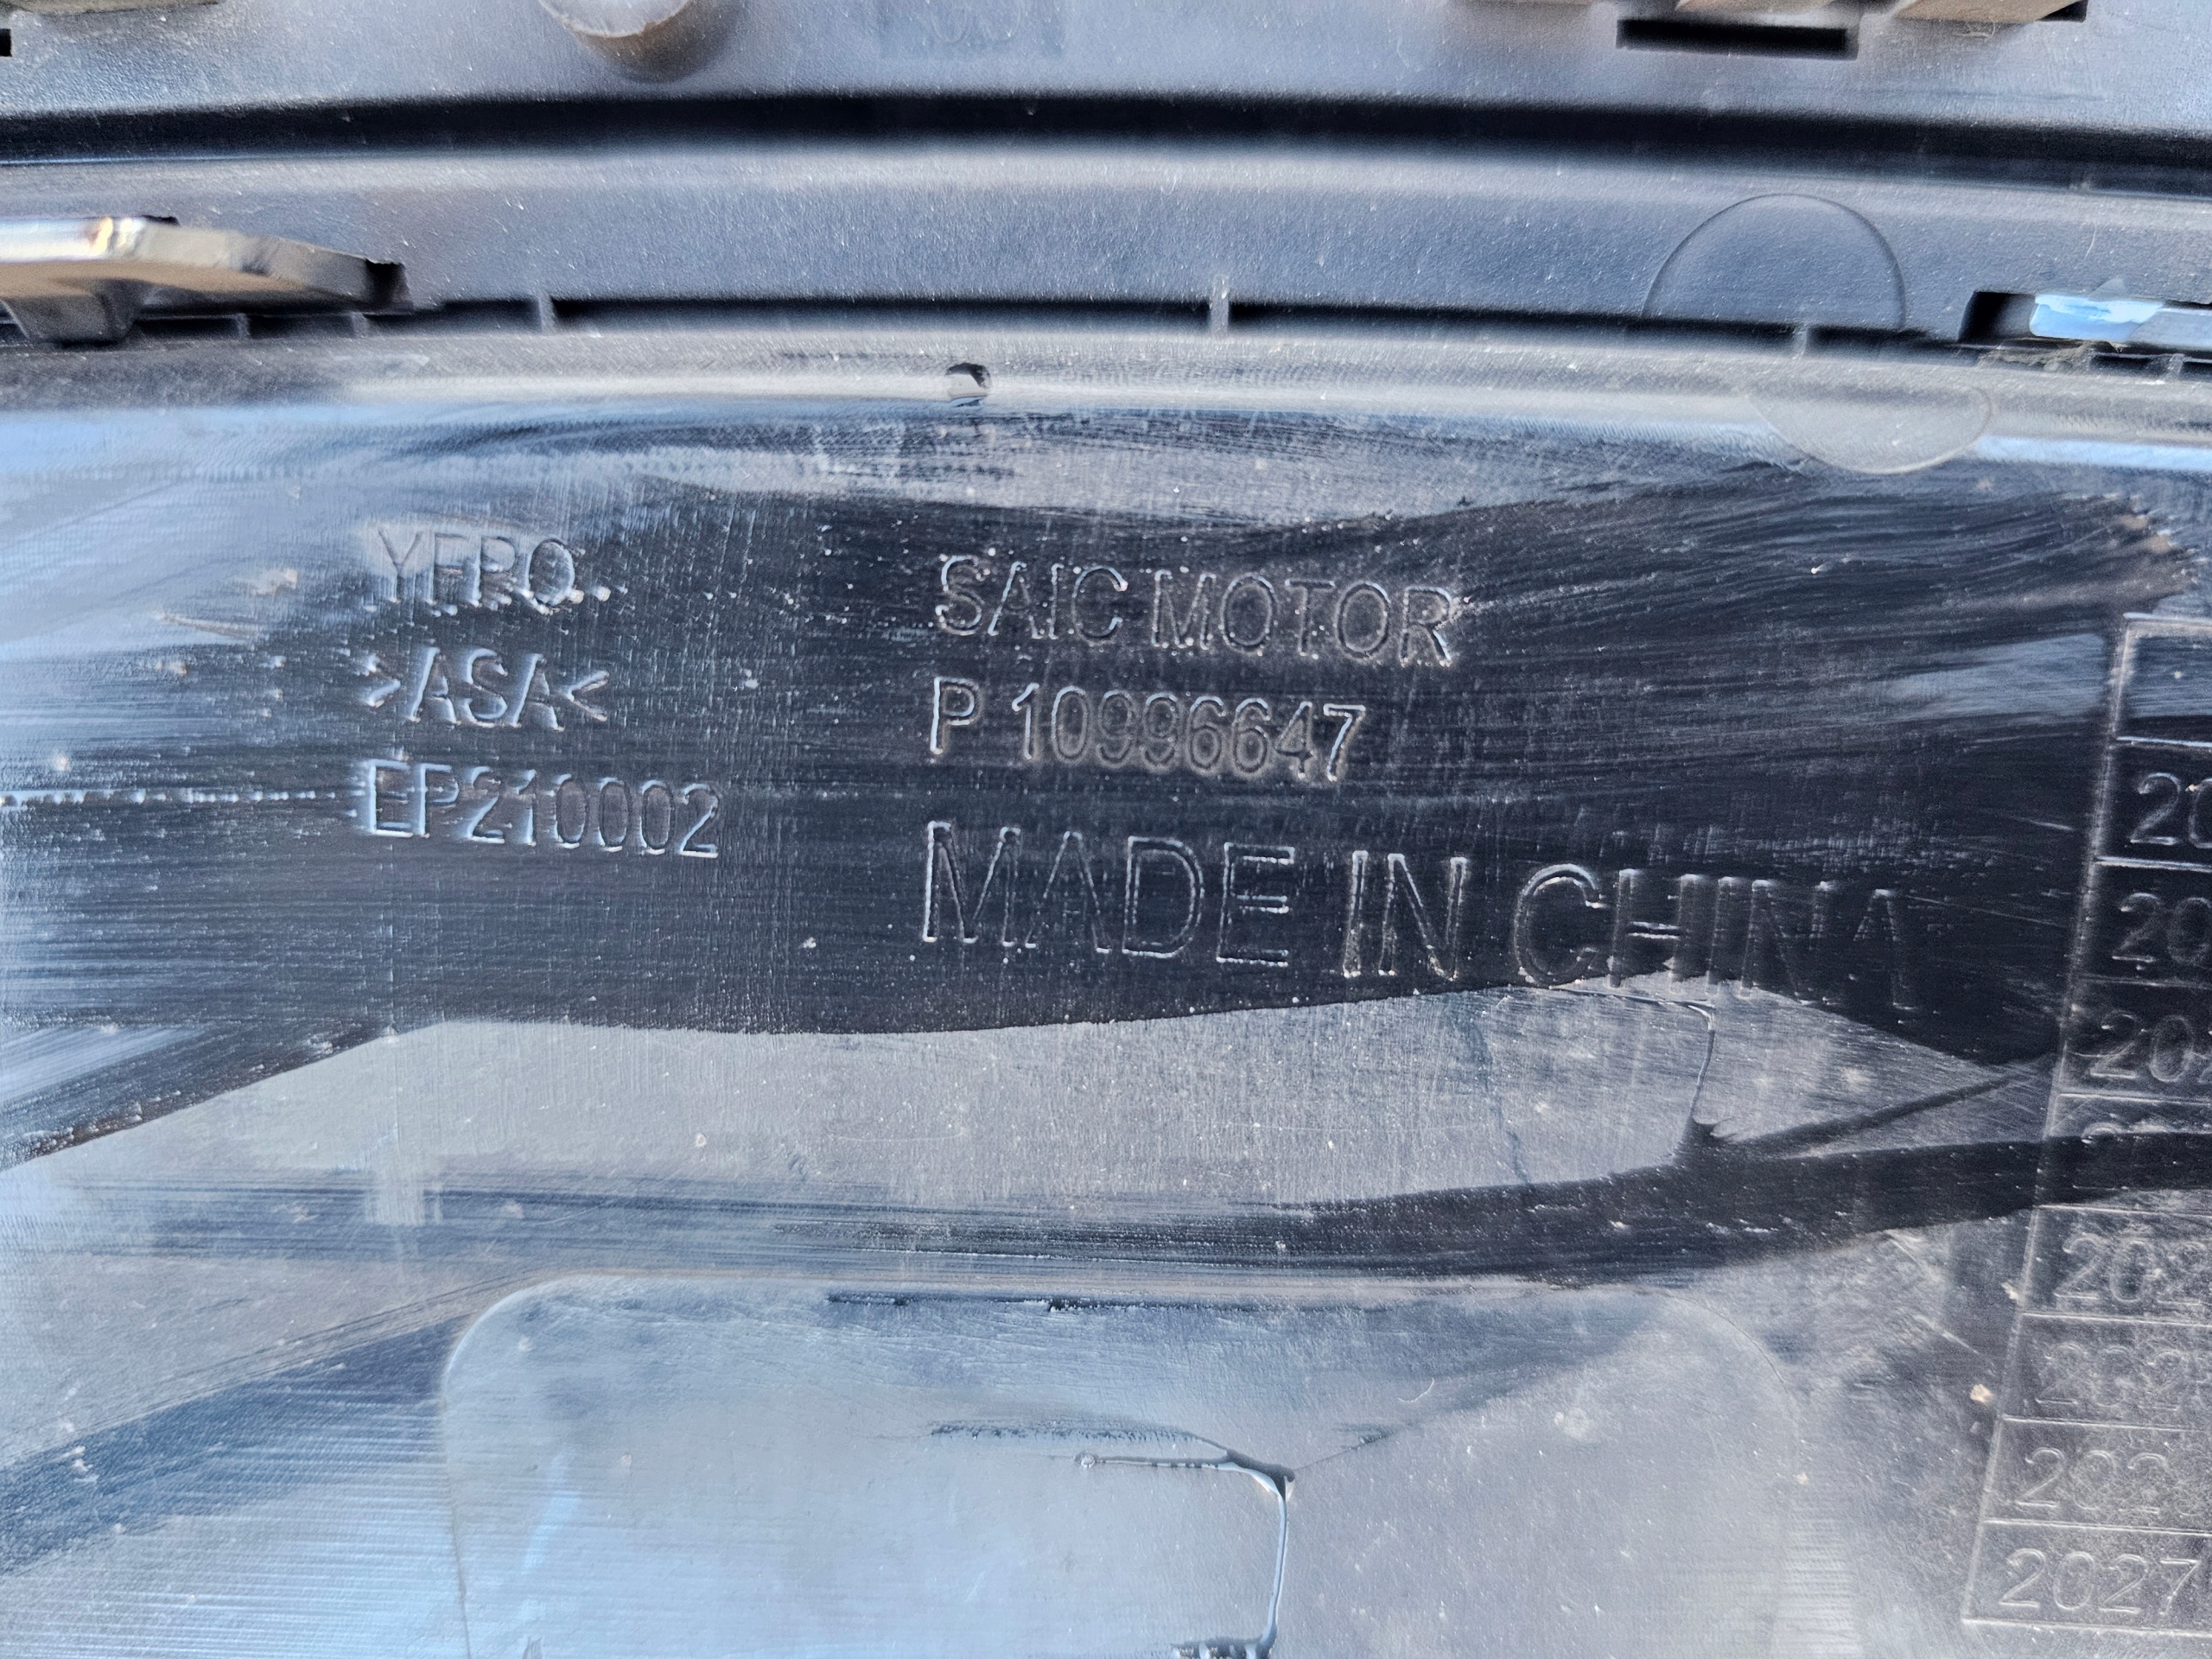 YFPO.
>ASA<
EP210002
SAIC MOTOR
P 10996647
MADE IN CHINA
2027